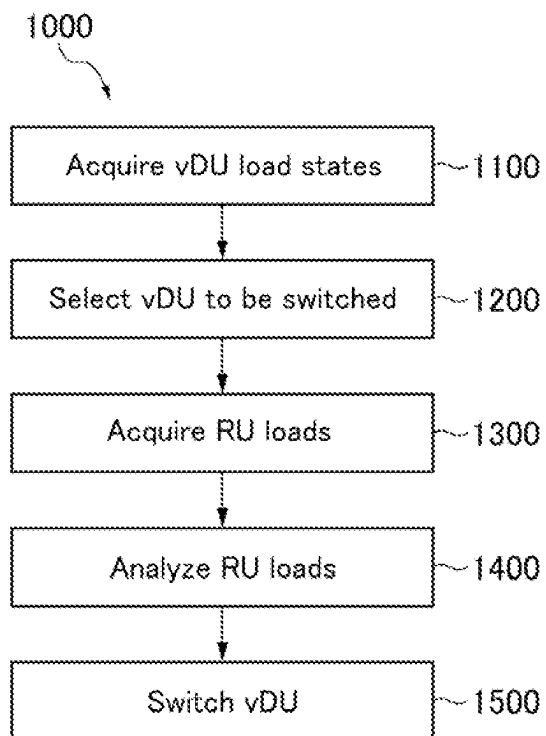 1000
Acquire vDU load states
1100
Select vDU to be switched
1200
Acquire RU loads
1300
Analyze RU loads
1400
Switch vDU
1500